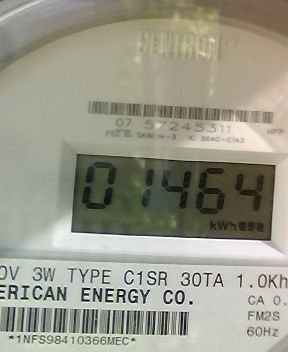 CENTRON®
07 57245311
01464
kWh
0V 3W TYPE C1SR 30TA 1.0Kh
ERICAN ENERGY CO. CA 0.
FM2S
60Hz
*1NFS98410366MEC*